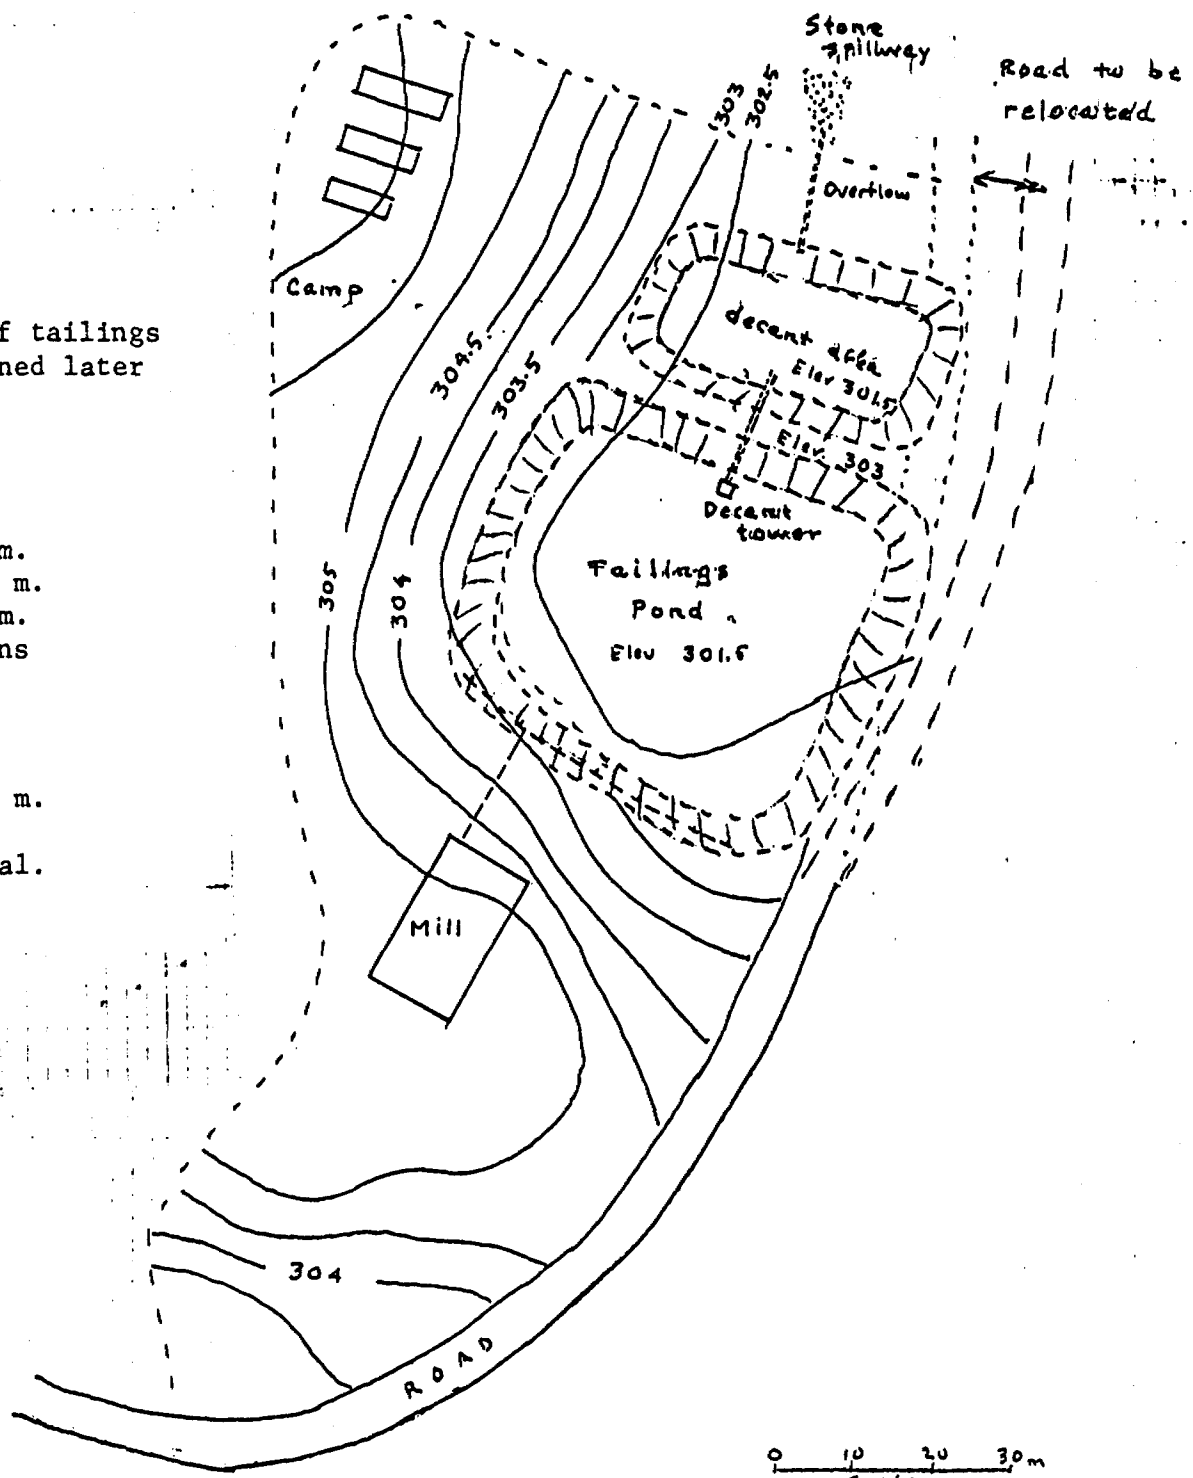 Stone
spillway
Road to be
relocated
303
302.5
Overflow
Camp
decant area
Elev 301.5
f tailings
ned later
304.5
303.5
Elev. 303
Decant
tower
m.
m.
m.
ns
305
304
Tailings
Pond
Elev 301.5
m.
al.
Mill
304
ROAD
0 10 20 30 m